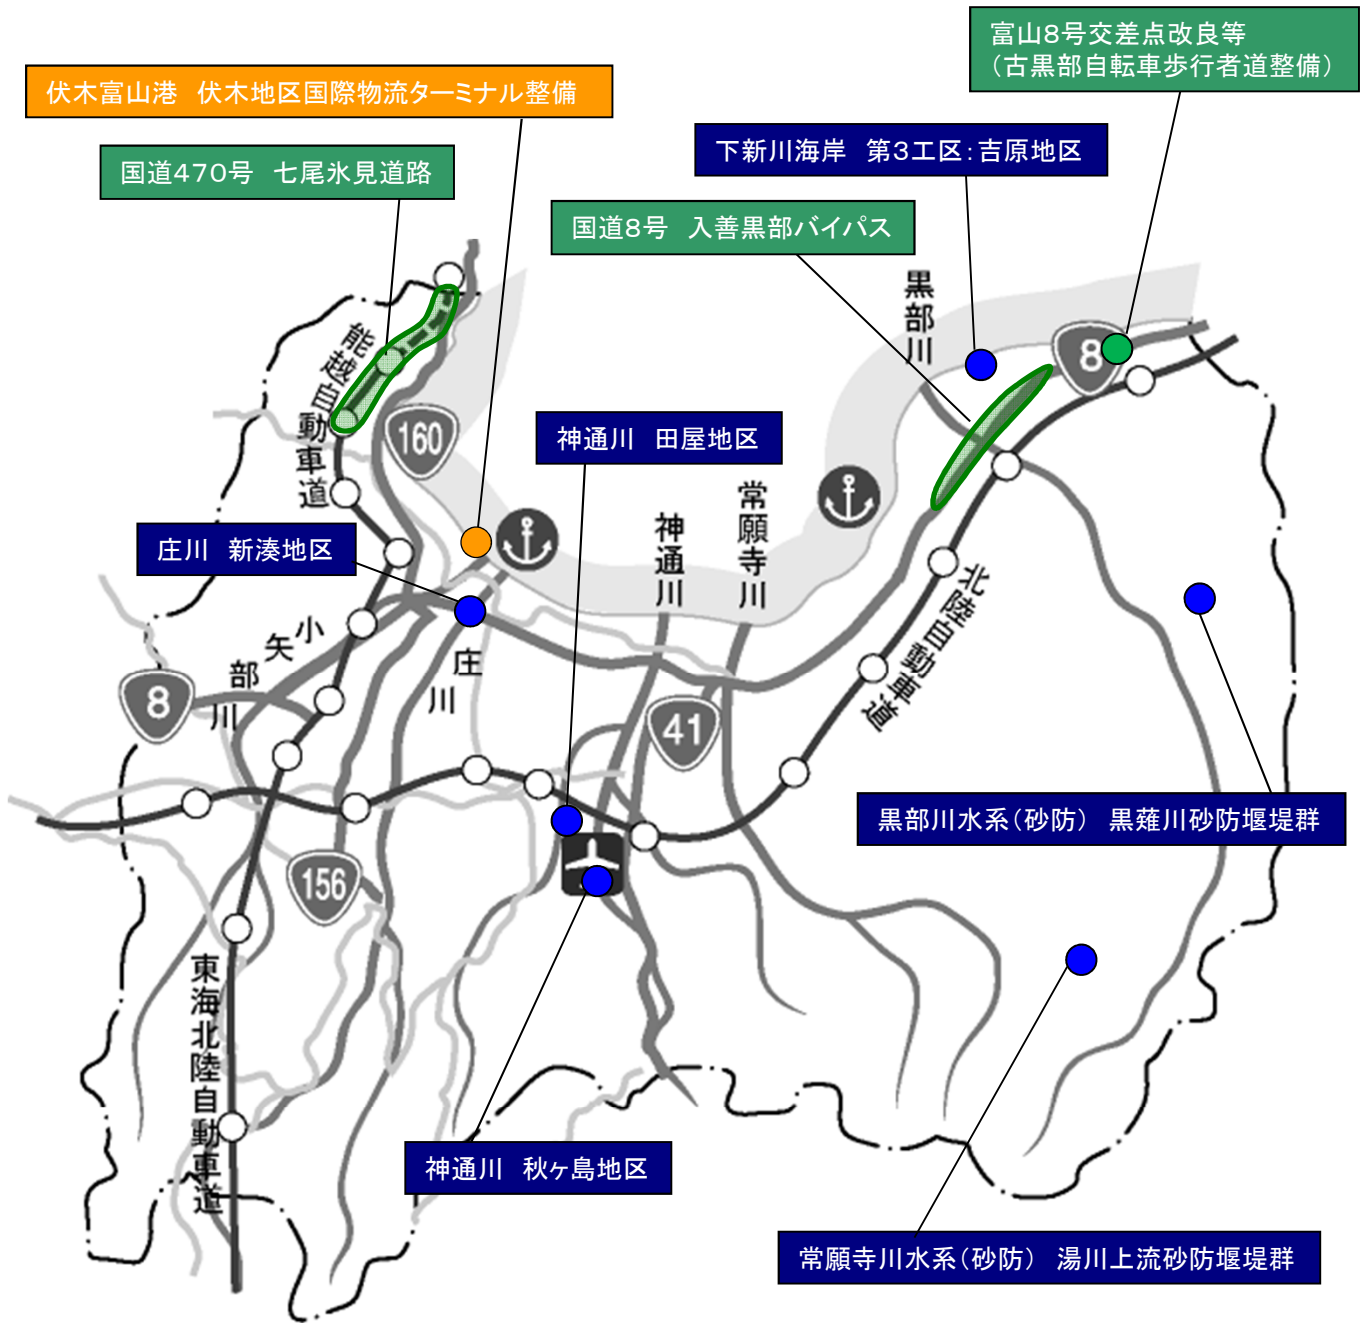 富山8号交差点改良等
（古黒部自転車歩行者道整備）
伏木富山港　伏木地区国際物流ターミナル整備
下新川海岸　第3工区：吉原地区
国道470号　七尾氷見道路
国道8号　入善黒部バイパス
黒部川
能越自動車道
8
160
神通川　田屋地区
常願寺川
神通川
庄川　新湊地区
北陸自動車道
小矢部川
庄川
8
41
黒部川水系（砂防）　黒薙川砂防堰堤群
156
東海北陸自動車道
神通川　秋ヶ島地区
常願寺川水系（砂防）　湯川上流砂防堰堤群